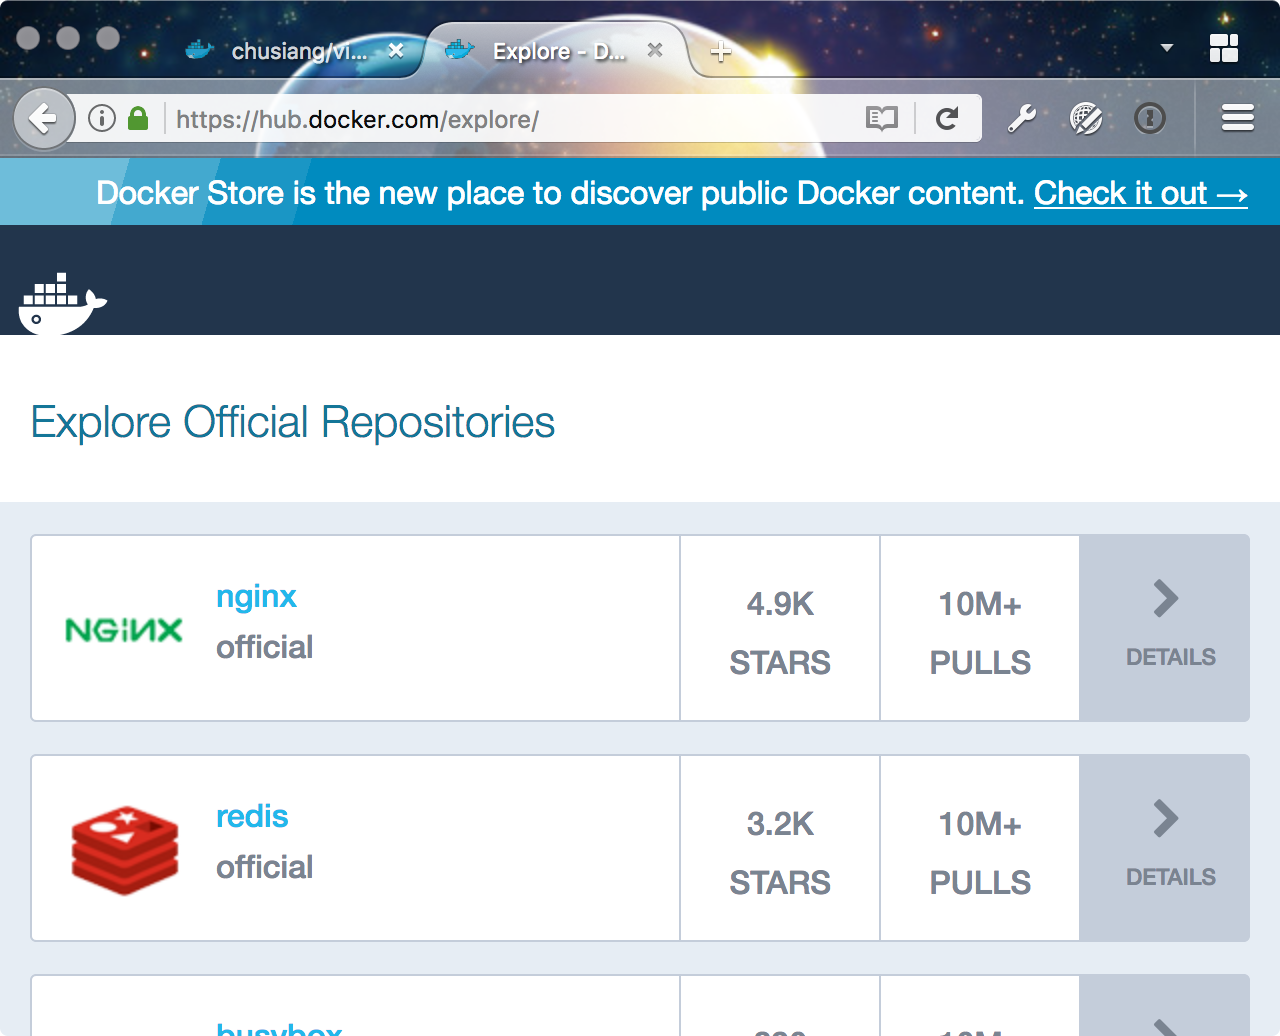 chusiang/vi...
Explore - D...
https://hub.docker.com/explore/
Docker Store is the new place to discover public Docker content. Check it out →
Explore Official Repositories
NGINX
nginx
official
4.9K
STARS
10M+
PULLS
DETAILS
redis
official
3.2K
STARS
10M+
PULLS
DETAILS
busybox
10M+